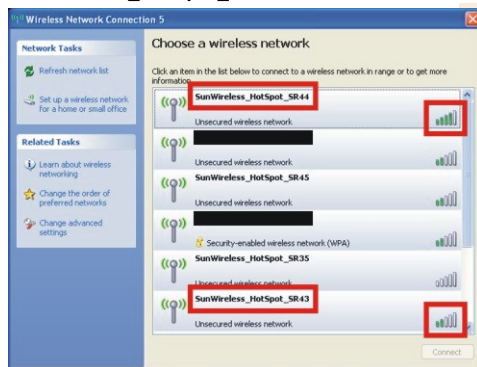 Wireless Network Connection 5
Network Tasks
Refresh network list
Set up a wireless network
for a home or small office
Related Tasks
Learn about wireless
networking
Change the order of
preferred networks
Change advanced
settings
Choose a wireless network
Click an item in the list below to connect to a wireless network in range or to get more
information.
SunWireless_HotSpot_SR44
Unsecured wireless network
Unsecured wireless network
SunWireless_HotSpot_SR45
Unsecured wireless network
Security-enabled wireless network (WPA)
SunWireless_HotSpot_SR35
Unsecured wireless network
SunWireless_HotSpot_SR43
Unsecured wireless network
Connect